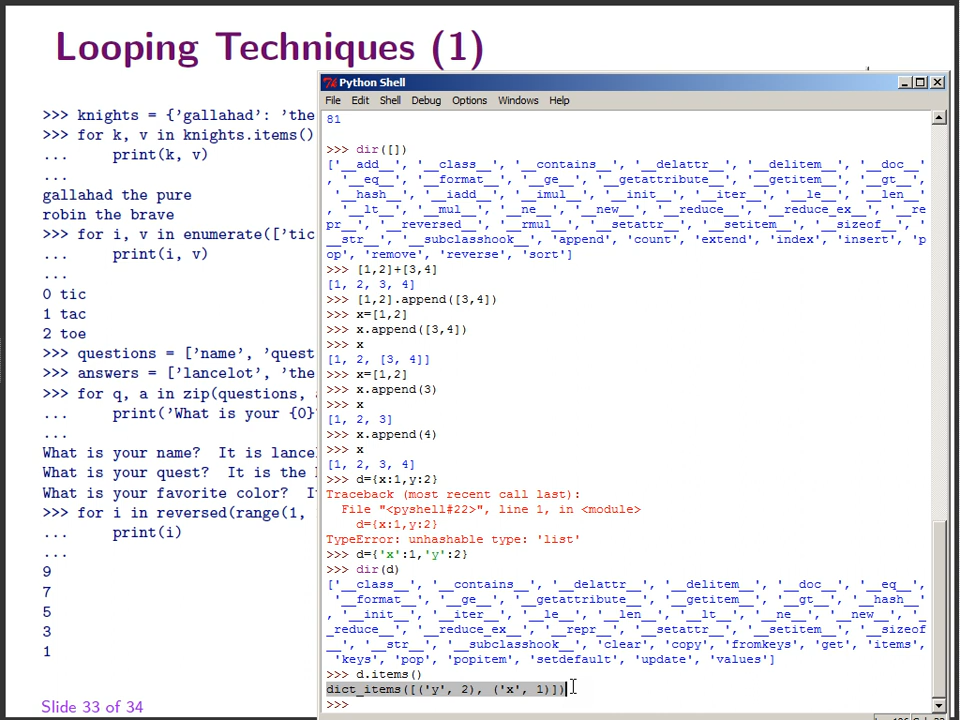 Looping Techniques (1)
>>> knights = {'gallahad': 'the
>>> for k, v in knights.items()
...     print(k, v)
...
gallahad the pure
robin the brave
>>> for i, v in enumerate(['tic
...     print(i, v)
...
0 tic
1 tac
2 toe
>>> questions = ['name', 'quest
>>> answers = ['lancelot', 'the
>>> for q, a in zip(questions,
...     print('What is your {0}
...
What is your name?  It is lance
What is your quest?  It is the
What is your favorite color?  I
>>> for i in reversed(range(1,
...     print(i)
...
9
7
5
3
1
Slide 33 of 34
Python Shell
File Edit Shell Debug Options Windows Help
81
>>> dir([])
['__add__', '__class__', '__contains__', '__delattr__', '__delitem__', '__doc__'
, '__eq__', '__format__', '__ge__', '__getattribute__', '__getitem__', '__gt__',
'__hash__', '__iadd__', '__imul__', '__init__', '__iter__', '__le__', '__len__'
, '__lt__', '__mul__', '__ne__', '__new__', '__reduce__', '__reduce_ex__', '__re
pr__', '__reversed__', '__rmul__', '__setattr__', '__setitem__', '__sizeof__', '
__str__', '__subclasshook__', 'append', 'count', 'extend', 'index', 'insert', 'p
op', 'remove', 'reverse', 'sort']
>>> [1,2]+[3,4]
[1, 2, 3, 4]
>>> [1,2].append([3,4])
>>> x=[1,2]
>>> x.append([3,4])
>>> x
[1, 2, [3, 4]]
>>> x=[1,2]
>>> x.append(3)
>>> x
[1, 2, 3]
>>> x.append(4)
>>> x
[1, 2, 3, 4]
>>> d={x:1,y:2}
Traceback (most recent call last):
  File "<pyshell#22>", line 1, in <module>
    d={x:1,y:2}
TypeError: unhashable type: 'list'
>>> d={'x':1,'y':2}
>>> dir(d)
['__class__', '__contains__', '__delattr__', '__delitem__', '__doc__', '__eq__',
'__format__', '__ge__', '__getattribute__', '__getitem__', '__gt__', '__hash__'
, '__init__', '__iter__', '__le__', '__len__', '__lt__', '__ne__', '__new__', '_
_reduce__', '__reduce_ex__', '__repr__', '__setattr__', '__setitem__', '__sizeof
__', '__str__', '__subclasshook__', 'clear', 'copy', 'fromkeys', 'get', 'items',
'keys', 'pop', 'popitem', 'setdefault', 'update', 'values']
>>> d.items()
dict_items([('y', 2), ('x', 1)])
>>>